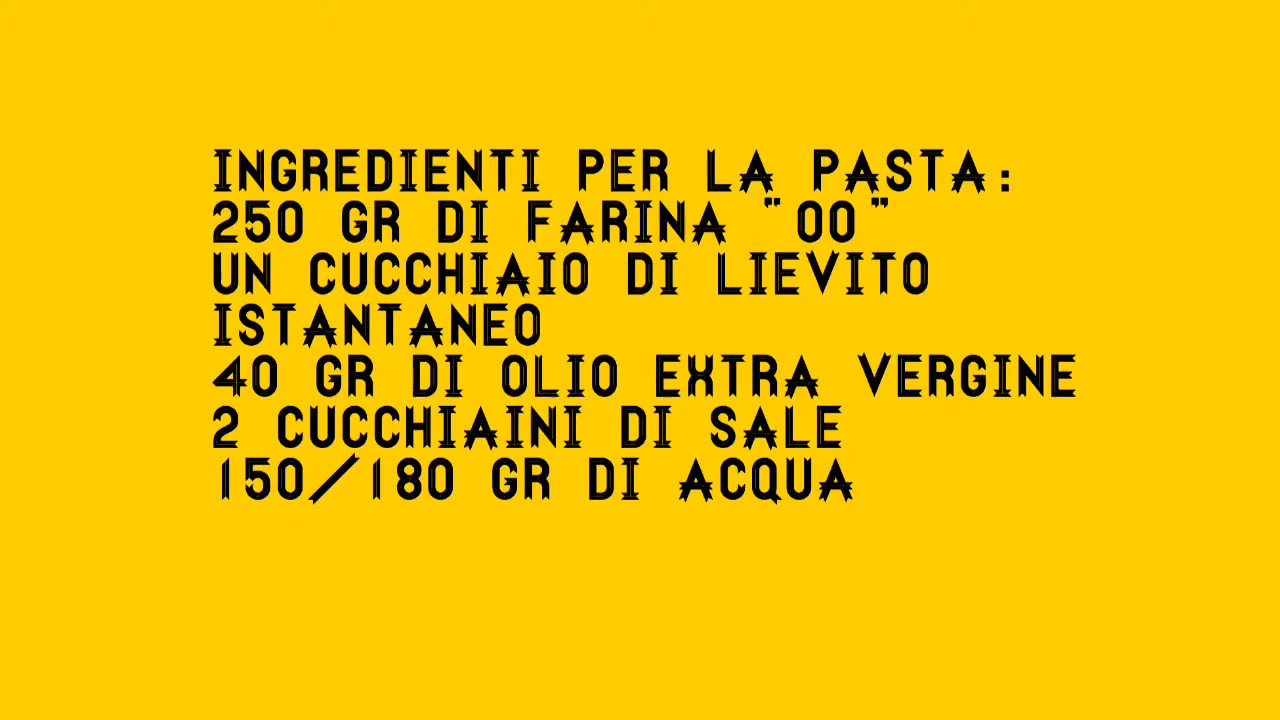 INGREDIENTI PER LA PASTA:
250 GR DI FARINA "00"
UN CUCCHIAIO DI LIEVITO
ISTANTANEO
40 GR DI OLIO EXTRA VERGINE
2 CUCCHIAINI DI SALE
150/180 GR DI ACQUA